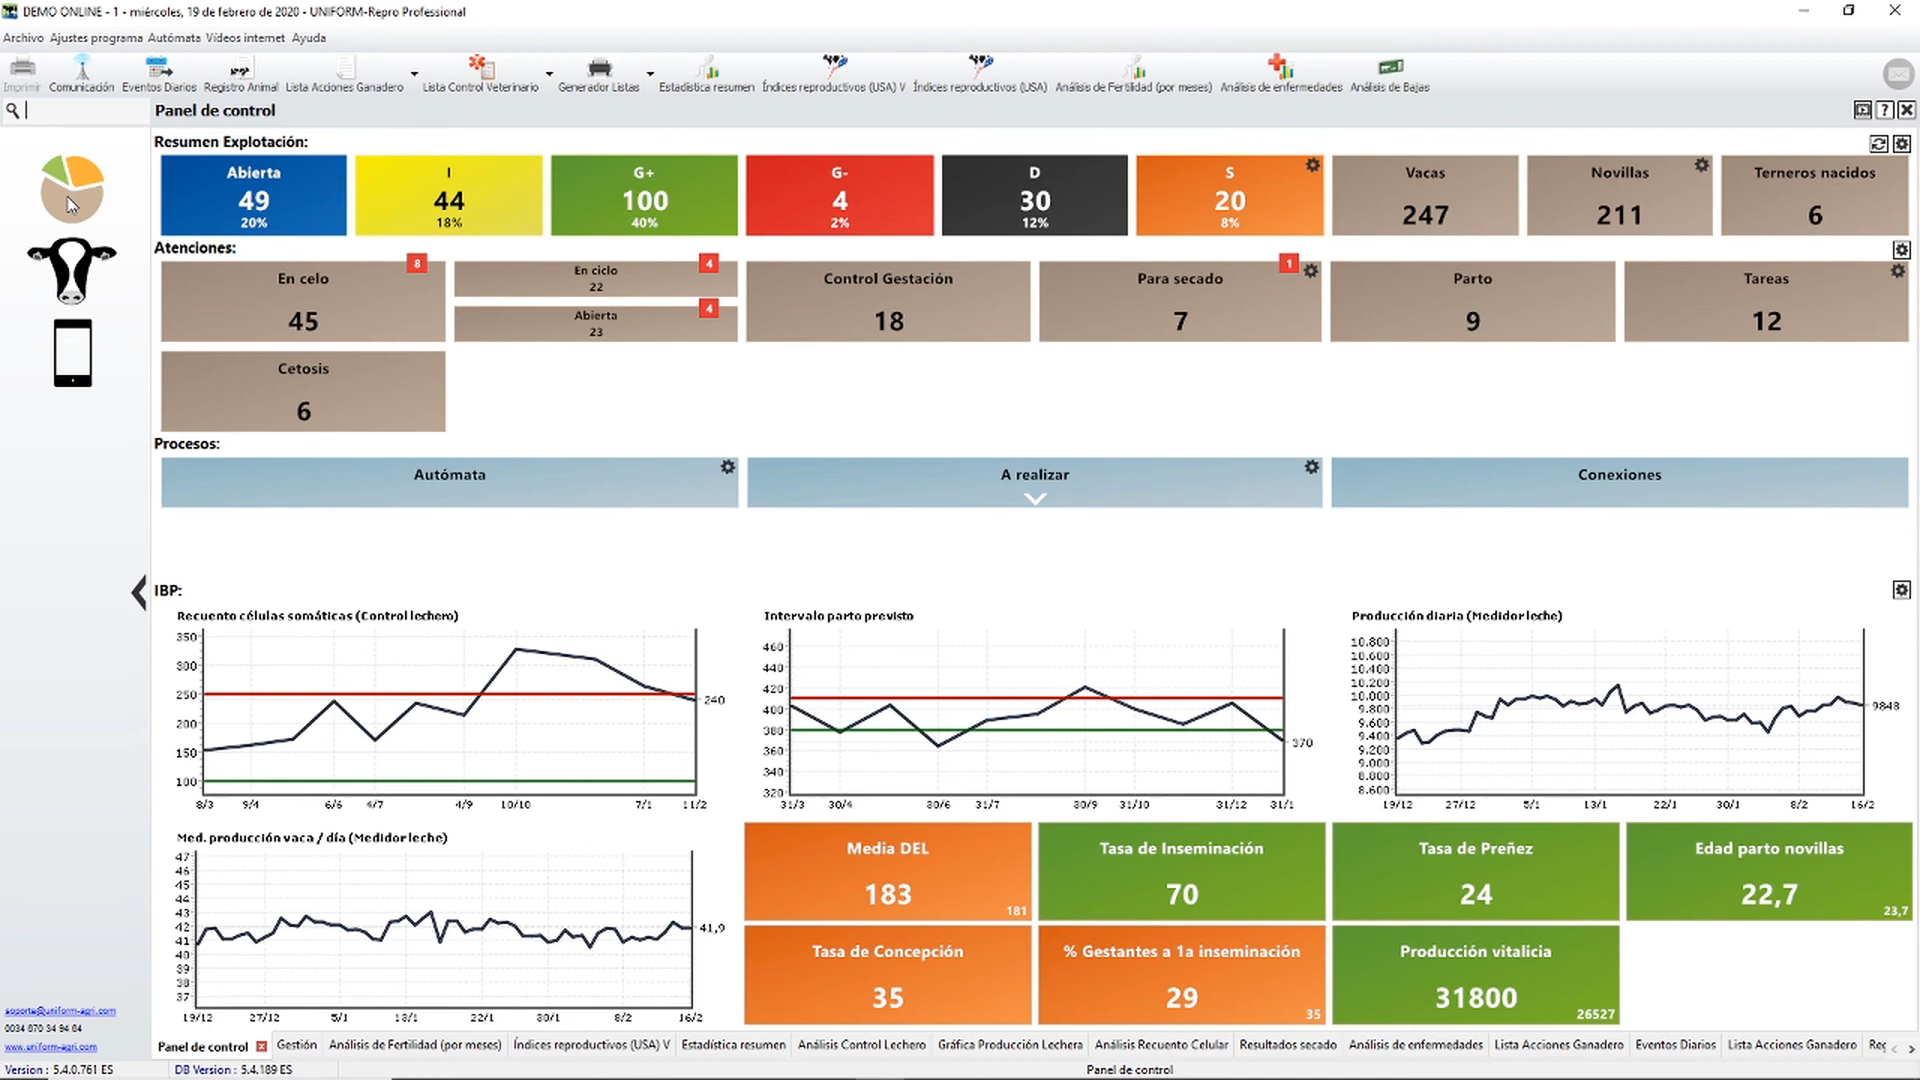 DEMO ONLINE - 1 - miércoles, 19 de febrero de 2020 - UNIFORM-Repro Professional
Archivo Ajustes programa Autómata Vídeos internet Ayuda
Imprimir Comunicación Eventos Diarios Registro Animal Lista Acciones Ganadero Lista Control Veterinario Generador Listas Estadística resumen Índices reproductivos (USA) V Índices reproductivos (USA) Análisis de Fertilidad (por meses) Análisis de enfermedades Análisis de Bajas
Panel de control
Resumen Explotación:
Abierta I G+ G- D S Vacas Novillas Terneros nacidos
49 44 100 4 30 20 247 211 6
20% 18% 40% 2% 12% 8%
Atenciones:
En celo 8 En ciclo 4 Control Gestación Para secado 1 Parto Tareas
22
Abierta 4
45 23 18 7 9 12
Cetosis
6
Procesos:
Autómata A realizar Conexiones
IBP:
Recuento células somáticas (Control lechero)
350
300
250
200
150
100
240
8/3 9/4 6/6 4/7 4/9 10/10 7/1 11/2
Intervalo parto previsto
460
440
420
400
380
360
340
320
370
31/3 30/4 30/6 31/7 30/9 31/10 31/12 31/1
Producción diaria (Medidor leche)
10.800
10.600
10.400
10.200
10.000
9.800
9.600
9.400
9.200
9.000
8.800
8.600
9848
19/12 27/12 5/1 13/1 22/1 30/1 8/2 16/2
Med. producción vaca / día (Medidor leche)
47
46
45
44
43
42
41
40
39
38
37
41,9
19/12 27/12 5/1 13/1 22/1 30/1 8/2 16/2
Media DEL Tasa de Inseminación Tasa de Preñez Edad parto novillas
183 70 24 22,7
181 23,7
Tasa de Concepción % Gestantes a 1a inseminación Producción vitalicia
35 29 31800
35 26527
soporte@uniform-agri.com
0034 670 34 94 64
www.uniform-agri.com
Panel de control Gestión Análisis de Fertilidad (por meses) Índices reproductivos (USA) V Estadística resumen Análisis Control Lechero Gráfica Producción Lechera Análisis Recuento Celular Resultados secado Análisis de enfermedades Lista Acciones Ganadero Eventos Diarios Lista Acciones Ganadero
Version : 5.4.0.761 ES DB Version : 5.4.189 ES Panel de control